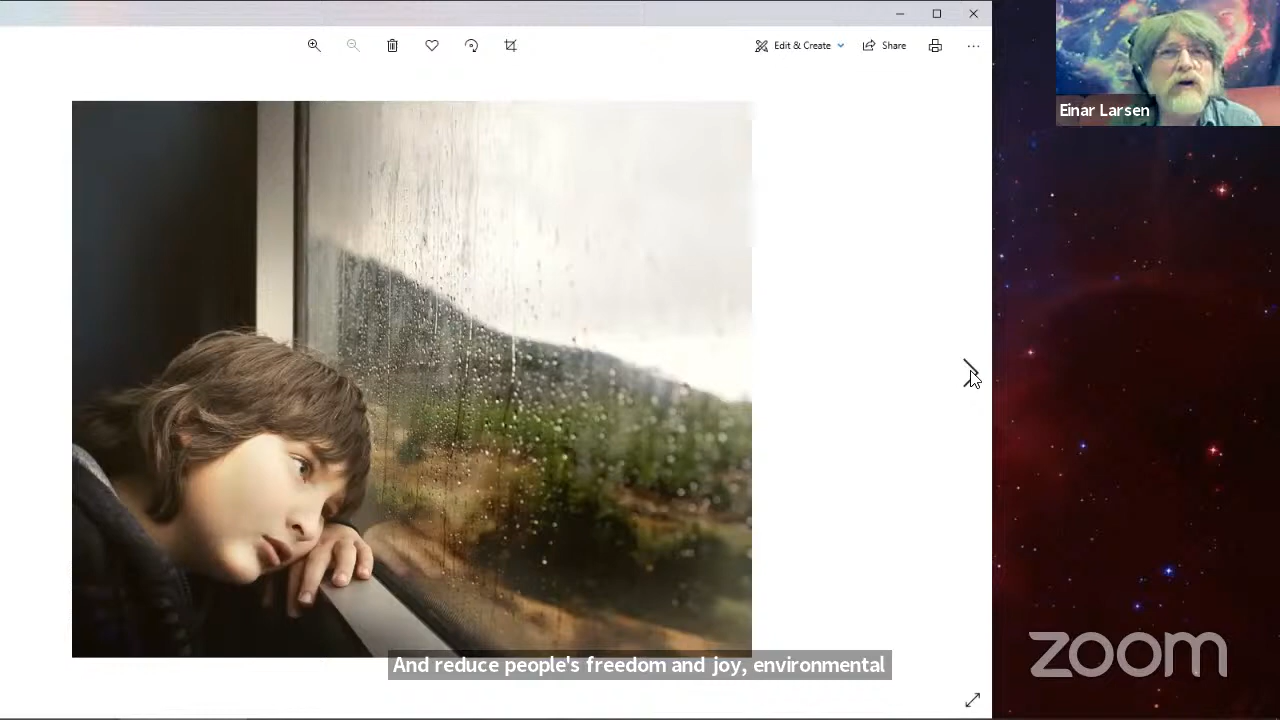 Edit & Create
Share
Einar Larsen
And reduce people's freedom and joy, environmental
zoom